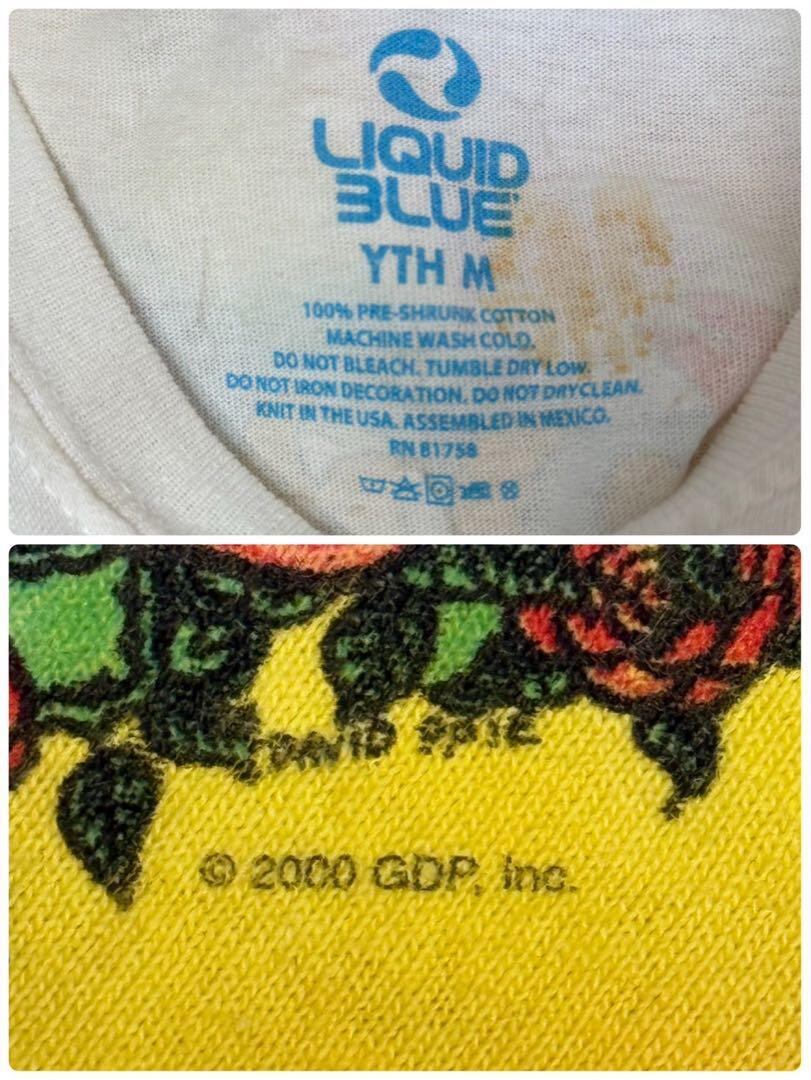 LIQUID
BLUE
YTH M
100% PRE-SHRUNK COTTON
MACHINE WASH COLD.
DO NOT BLEACH. TUMBLE DRY LOW.
DO NOT IRON DECORATION. DO NOT DRYCLEAN.
KNIT IN THE USA. ASSEMBLED IN MEXICO.
RN 81758
DAVID
© 2000 GDP, Inc.